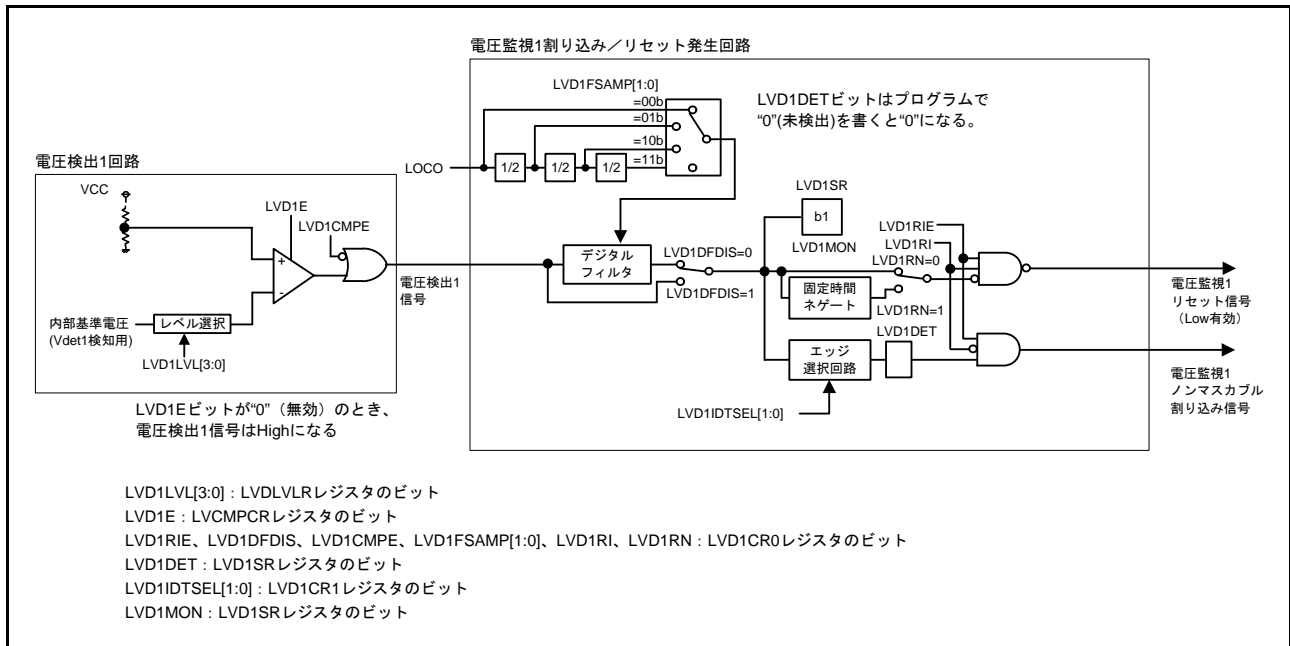 電圧監視1割り込み／リセット発生回路
LVD1FSAMP[1:0]
=00b
=01b
=10b
=11b
LOCO
1/2
1/2
1/2
LVD1DETビットはプログラムで
“0”(未検出)を書くと“0”になる。
電圧検出1回路
VCC
LVD1E
LVD1CMPE
+
-
内部基準電圧
(Vdet1検知用)
レベル選択
LVD1LVL[3:0]
電圧検出1
信号
LVD1Eビットが“0”（無効）のとき、
電圧検出1信号はHighになる
デジタル
フィルタ
LVD1DFDIS=0
LVD1DFDIS=1
LVD1SR
b1
LVD1MON
LVD1RIE
LVD1RI
LVD1RN=0
固定時間
ネゲート
LVD1RN=1
LVD1DET
エッジ
選択回路
LVD1IDTSEL[1:0]
電圧監視1
リセット信号
（Low有効）
電圧監視1
ノンマスカブル
割り込み信号
LVD1LVL[3:0]：LVDLVLRレジスタのビット
LVD1E：LVCMPCRレジスタのビット
LVD1RIE、LVD1DFDIS、LVD1CMPE、LVD1FSAMP[1:0]、LVD1RI、LVD1RN：LVD1CR0レジスタのビット
LVD1DET：LVD1SRレジスタのビット
LVD1IDTSEL[1:0]：LVD1CR1レジスタのビット
LVD1MON：LVD1SRレジスタのビット